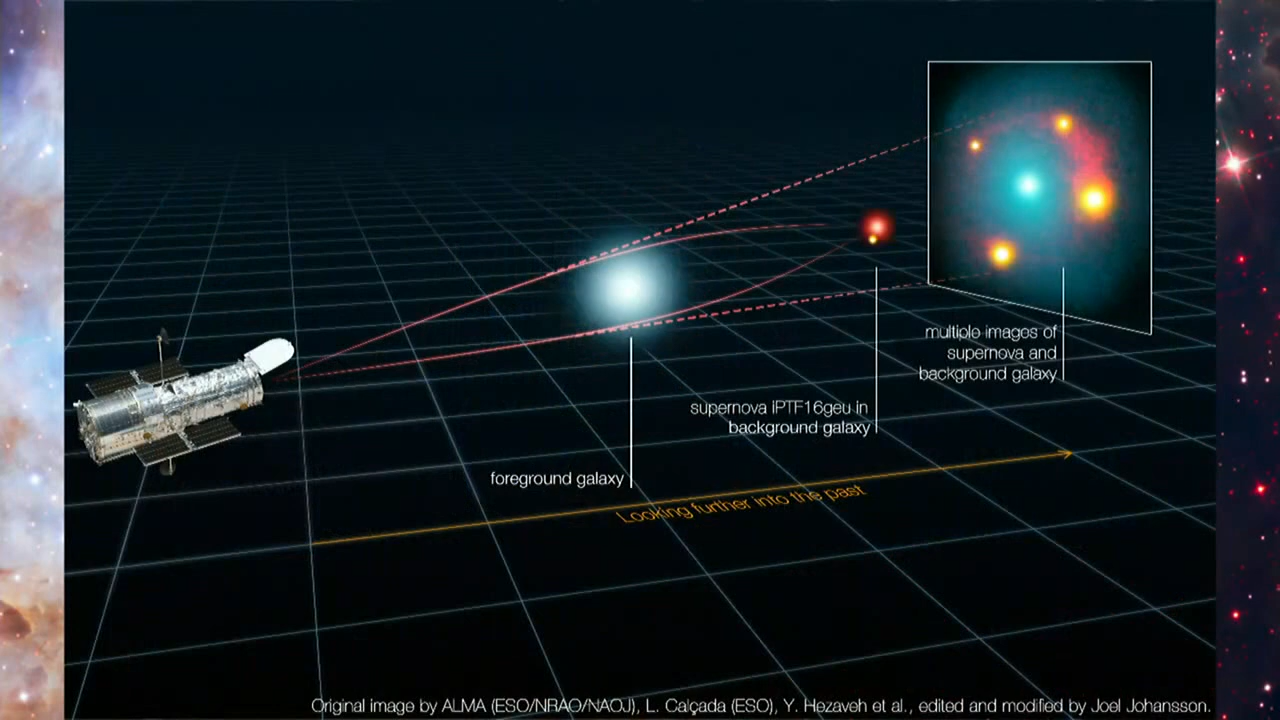 multiple images of
supernova and
background galaxy
supernova iPTF16geu in
background galaxy
foreground galaxy
Looking further into the past
Original image by ALMA (ESO/NRAO/NAOJ), L. Calçada (ESO), Y. Hezaveh et al., edited and modified by Joel Johansson.